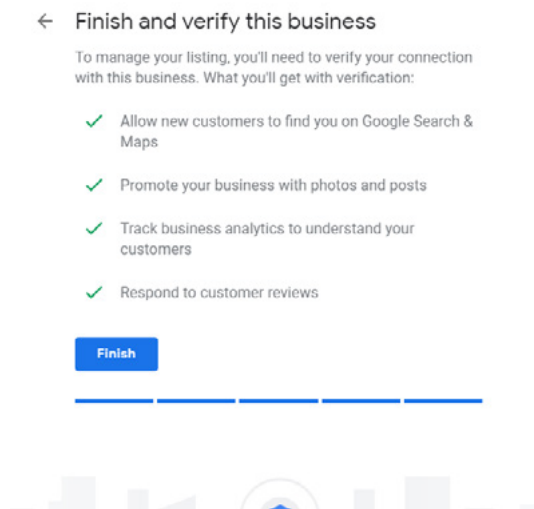 Finish and verify this business
To manage your listing, you'll need to verify your connection
with this business. What you'll get with verification:
Allow new customers to find you on Google Search &
Maps
Promote your business with photos and posts
Track business analytics to understand your
customers
Respond to customer reviews
Finish